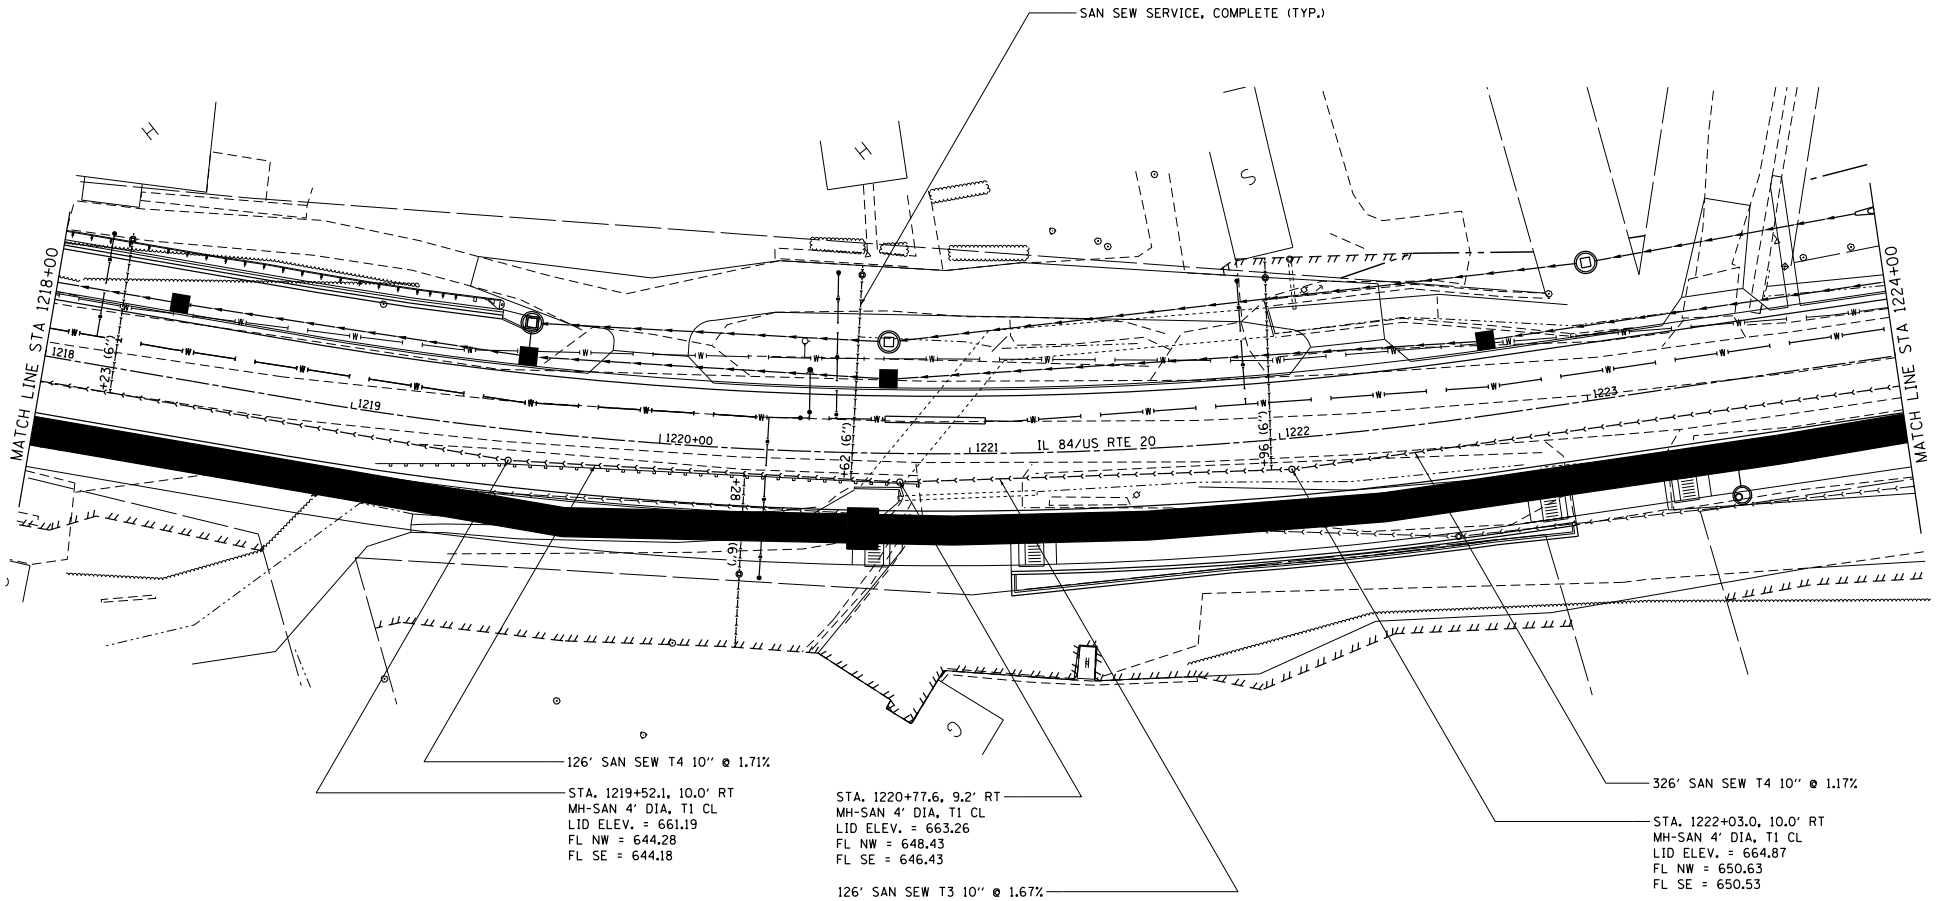 SAN SEW SERVICE, COMPLETE (TYP.)
H
H
S
MATCH LINE STA 1218+00
MATCH LINE STA 1224+00
1218
+23 (6'')
1219
1220+00
+62 (6'')
1221
IL 84/US RTE 20
+96 (6'')
1222
1223
+28 (6'')
H
G
126' SAN SEW T4 10'' @ 1.71%
STA. 1219+52.1, 10.0' RT
MH-SAN 4' DIA, T1 CL
LID ELEV. = 661.19
FL NW = 644.28
FL SE = 644.18
STA. 1220+77.6, 9.2' RT
MH-SAN 4' DIA, T1 CL
LID ELEV. = 663.26
FL NW = 648.43
FL SE = 646.43
126' SAN SEW T3 10'' @ 1.67%
326' SAN SEW T4 10'' @ 1.17%
STA. 1222+03.0, 10.0' RT
MH-SAN 4' DIA, T1 CL
LID ELEV. = 664.87
FL NW = 650.63
FL SE = 650.53